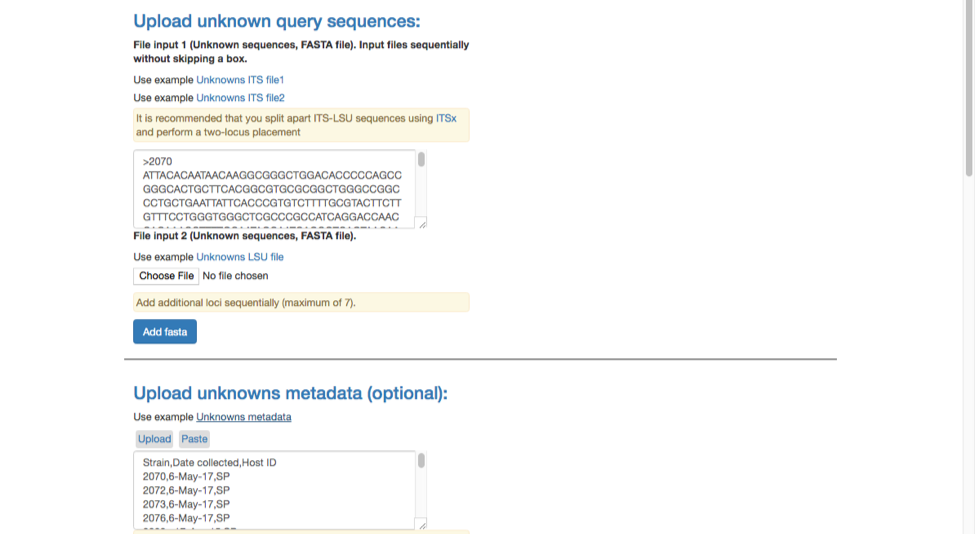 Upload unknown query sequences:
File input 1 (Unknown sequences, FASTA file). Input files sequentially
without skipping a box.
Use example Unknowns ITS file1
Use example Unknowns ITS file2
It is recommended that you split apart ITS-LSU sequences using ITSx
and perform a two-locus placement
>2070
ATTACACAATAACAAGGCGGGCTGGACACCCCCAGCC
GGGCACTGCTTCACGGCGTGCGCGGCTGGGCCGGC
CCTGCTGAATTATTCACCCGTGTCTTTTGCGTACTTCTT
GTTTCCTGGGTGGGCTCGCCCGCCATCAGGACCAAC
File input 2 (Unknown sequences, FASTA file).
Use example Unknowns LSU file
Choose File No file chosen
Add additional loci sequentially (maximum of 7).
Add fasta
Upload unknowns metadata (optional):
Use example Unknowns metadata
Upload Paste
Strain,Date collected,Host ID
2070,6-May-17,SP
2072,6-May-17,SP
2073,6-May-17,SP
2076,6-May-17,SP